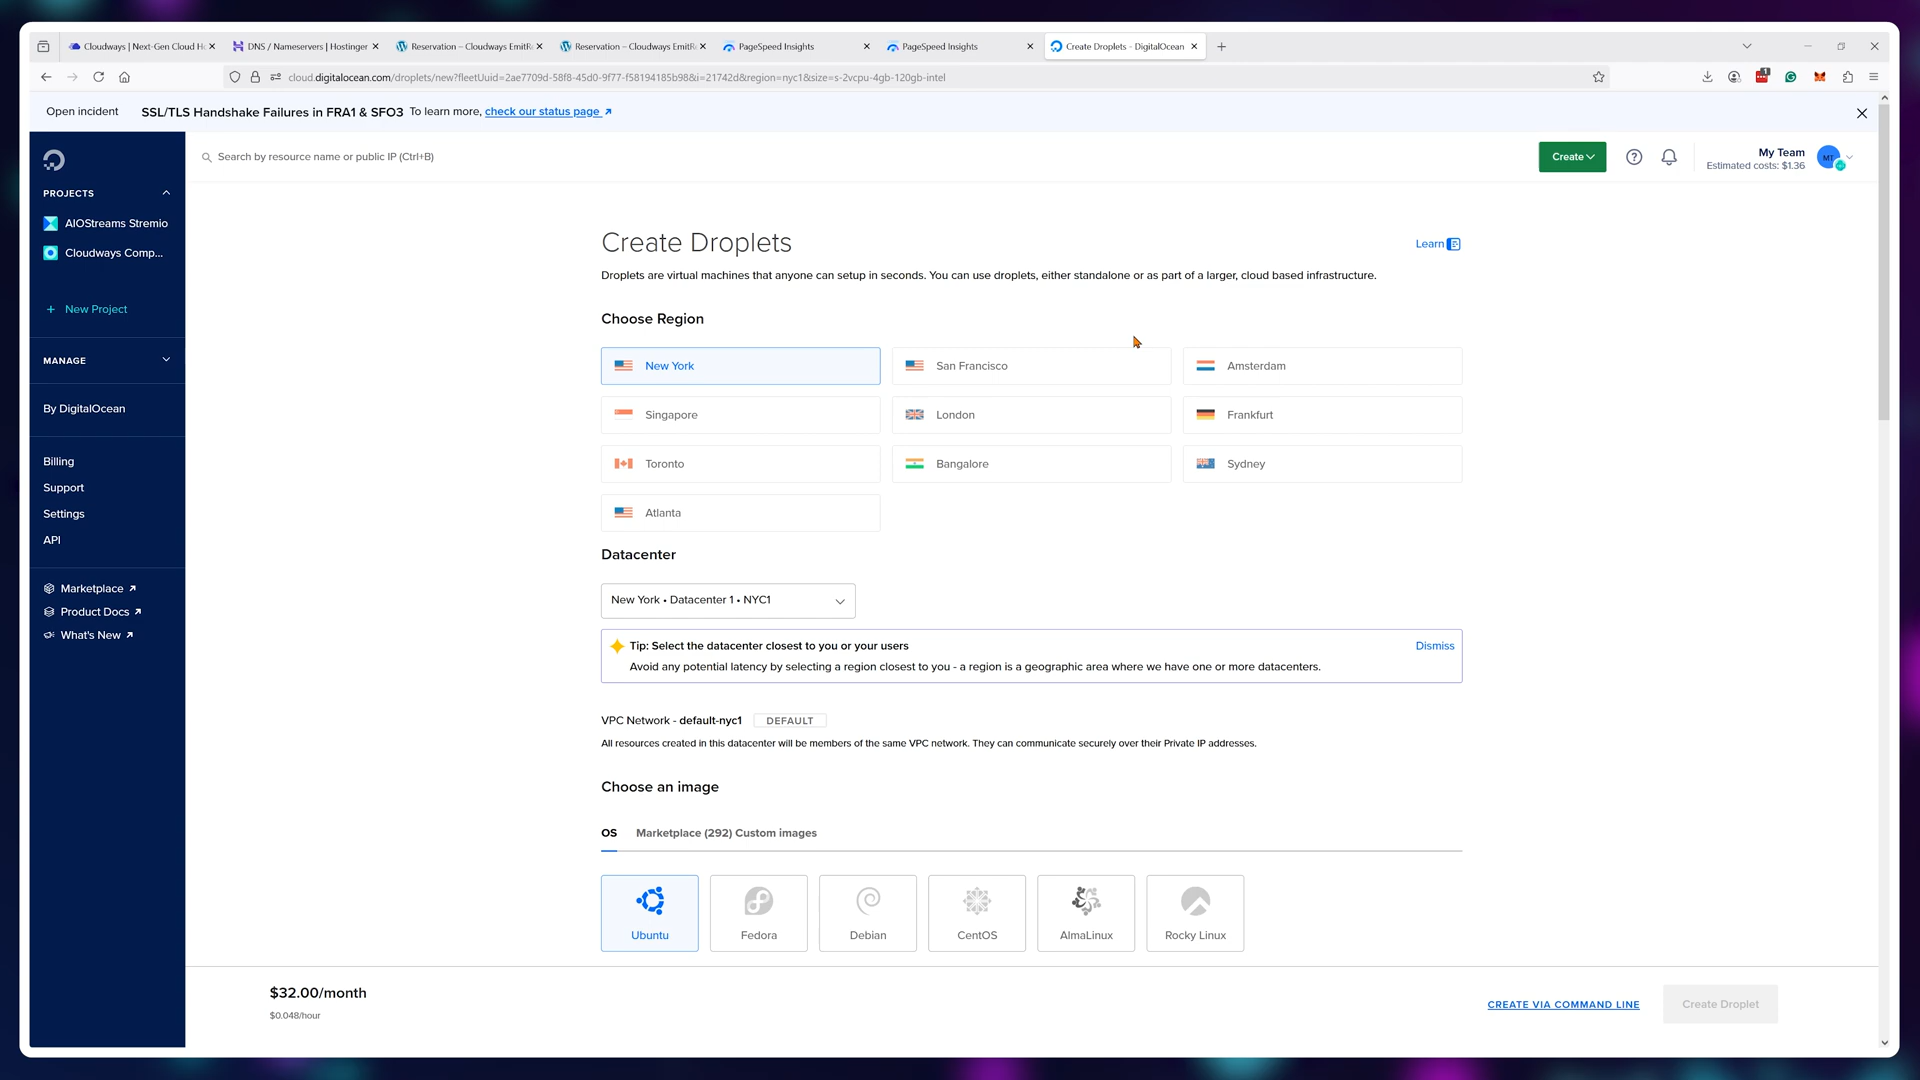 Cloudways | Next-Gen Cloud H
DNS / Nameservers | Hostinger
Reservation – Cloudways EmitR
Reservation – Cloudways EmitR
PageSpeed Insights
PageSpeed Insights
Create Droplets - DigitalOcean
cloud.digitalocean.com/droplets/new?fleetUuid=2ae7709d-58f8-45d0-9f77-f58194185b98&i=21742d&region=nyc1&size=s-2vcpu-4gb-120gb-intel
1
Open incident SSL/TLS Handshake Failures in FRA1 & SFO3 To learn more, check our status page
Search by resource name or public IP (Ctrl+B)
Create
My Team
Estimated costs: $1.36
MT
PROJECTS
AIOStreams Stremio
Cloudways Comp...
+ New Project
MANAGE
By DigitalOcean
Billing
Support
Settings
API
Marketplace
Product Docs
What's New
Create Droplets
Learn
Droplets are virtual machines that anyone can setup in seconds. You can use droplets, either standalone or as part of a larger, cloud based infrastructure.
Choose Region
New York
San Francisco
Amsterdam
Singapore
London
Frankfurt
Toronto
Bangalore
Sydney
Atlanta
Datacenter
New York • Datacenter 1 • NYC1
Tip: Select the datacenter closest to you or your users
Dismiss
Avoid any potential latency by selecting a region closest to you - a region is a geographic area where we have one or more datacenters.
VPC Network - default-nyc1 DEFAULT
All resources created in this datacenter will be members of the same VPC network. They can communicate securely over their Private IP addresses.
Choose an image
OS Marketplace (292) Custom images
Ubuntu
Fedora
Debian
CentOS
AlmaLinux
Rocky Linux
$32.00/month
$0.048/hour
CREATE VIA COMMAND LINE
Create Droplet